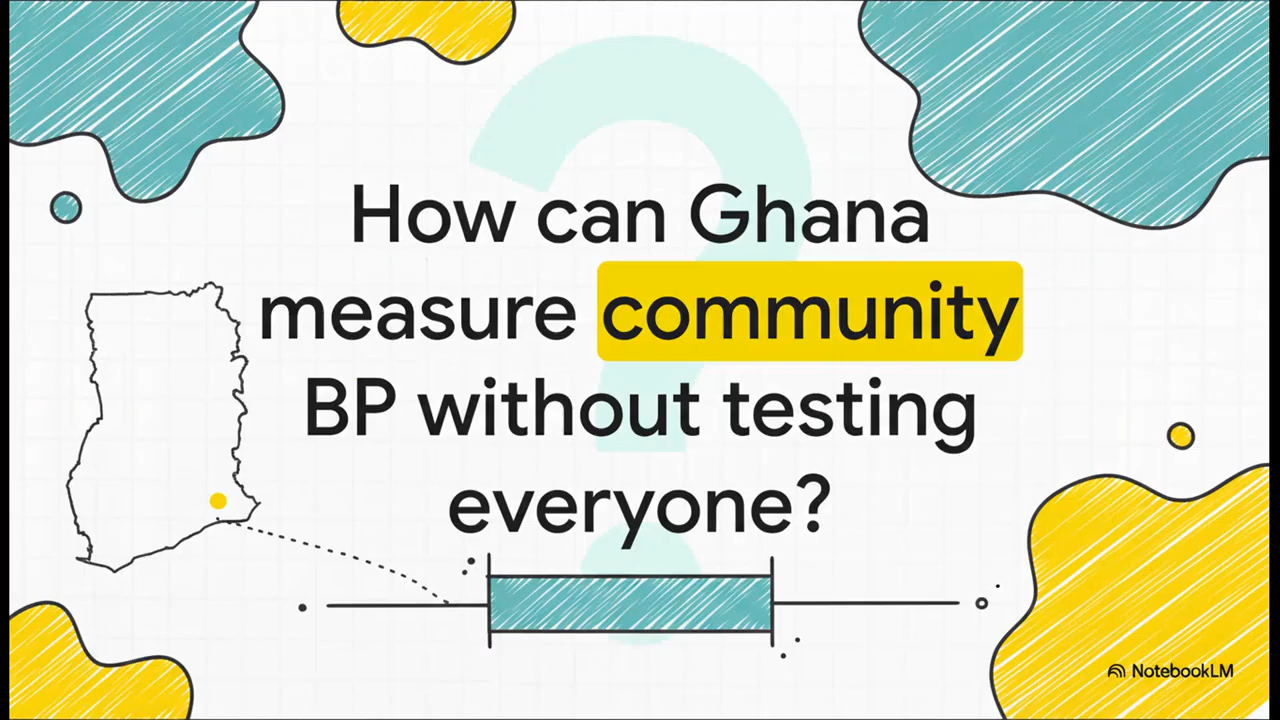 How can Ghana
measure community
BP without testing
everyone?
NotebookLM